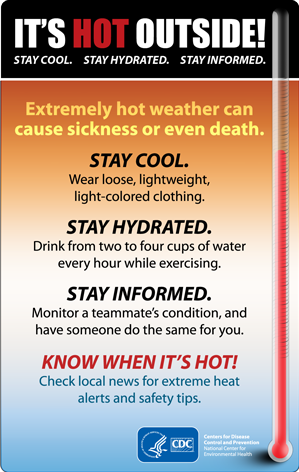 IT'S HOT OUTSIDE!
STAY COOL. STAY HYDRATED. STAY INFORMED.
Extremely hot weather can
cause sickness or even death.
STAY COOL.
Wear loose, lightweight,
light-colored clothing.
STAY HYDRATED.
Drink from two to four cups of water
every hour while exercising.
STAY INFORMED.
Monitor a teammate's condition, and
have someone do the same for you.
KNOW WHEN IT'S HOT!
Check local news for extreme heat
alerts and safety tips.
CDC
Centers for Disease
Control and Prevention
National Center for
Environmental Health